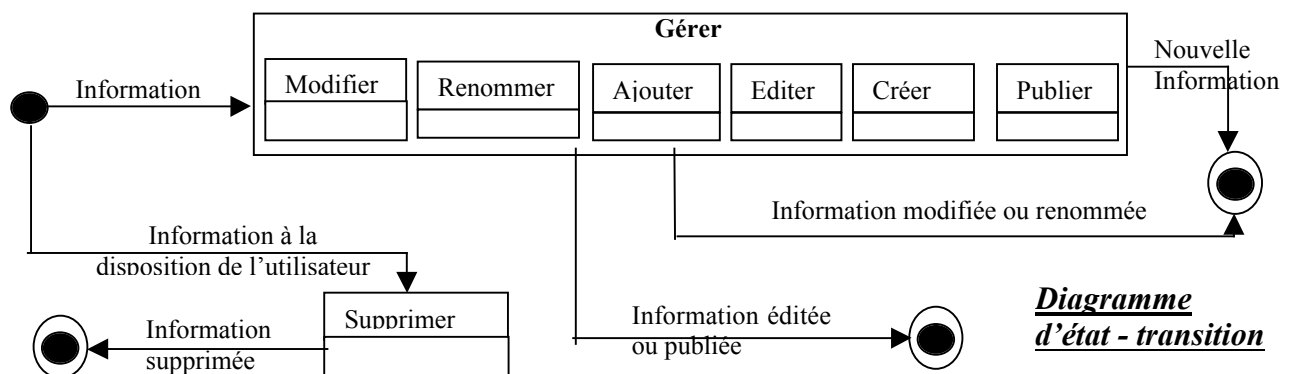 Gérer
Nouvelle
Information
Information
Modifier
Renommer
Ajouter
Editer
Créer
Publier
Information modifiée ou renommée
Information à la
disposition de l’utilisateur
Supprimer
Information
supprimée
Information éditée
ou publiée
Diagramme
d’état - transition